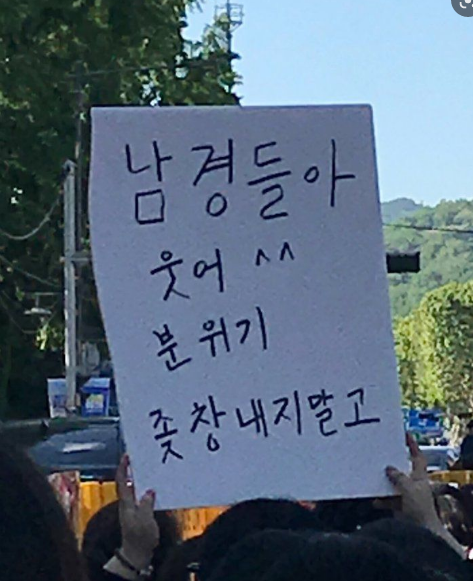 남경들아
웃어 ^^
분위기
좆창내지말고